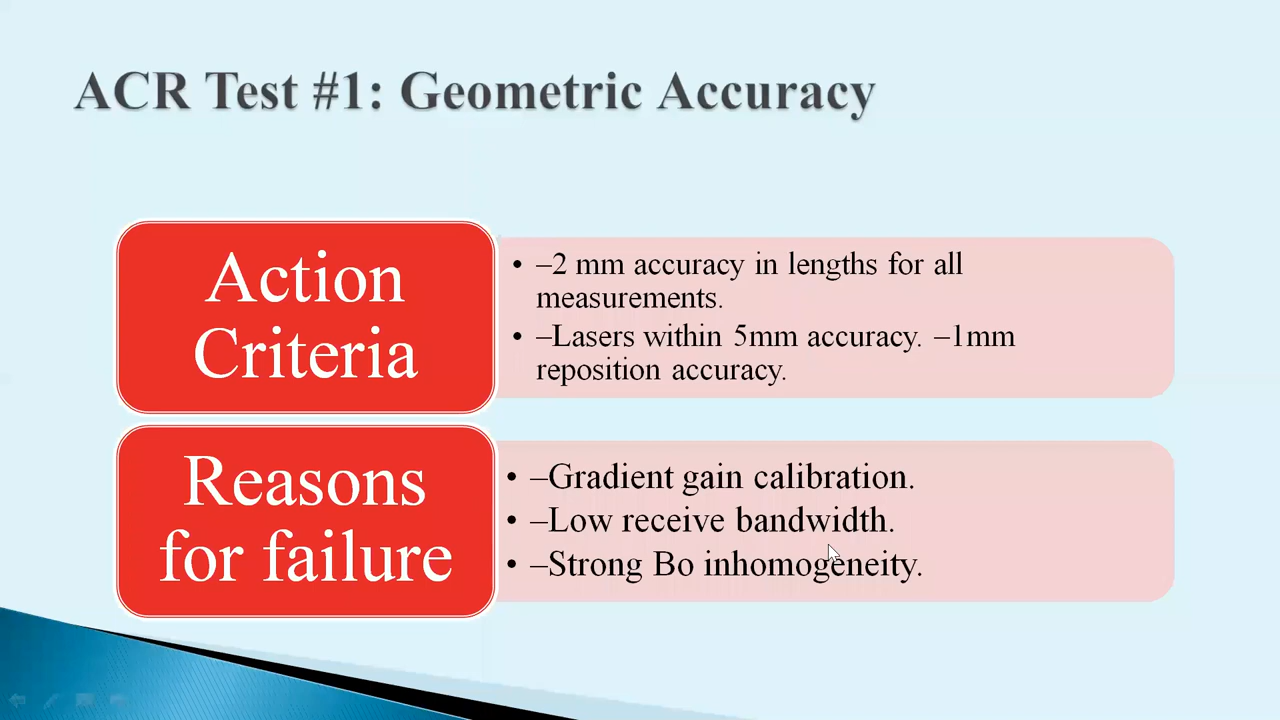 ACR Test #1: Geometric Accuracy
Action
Criteria
• –2 mm accuracy in lengths for all
measurements.
• –Lasers within 5mm accuracy. –1mm
reposition accuracy.
Reasons
for failure
• –Gradient gain calibration.
• –Low receive bandwidth.
• –Strong Bo inhomogeneity.